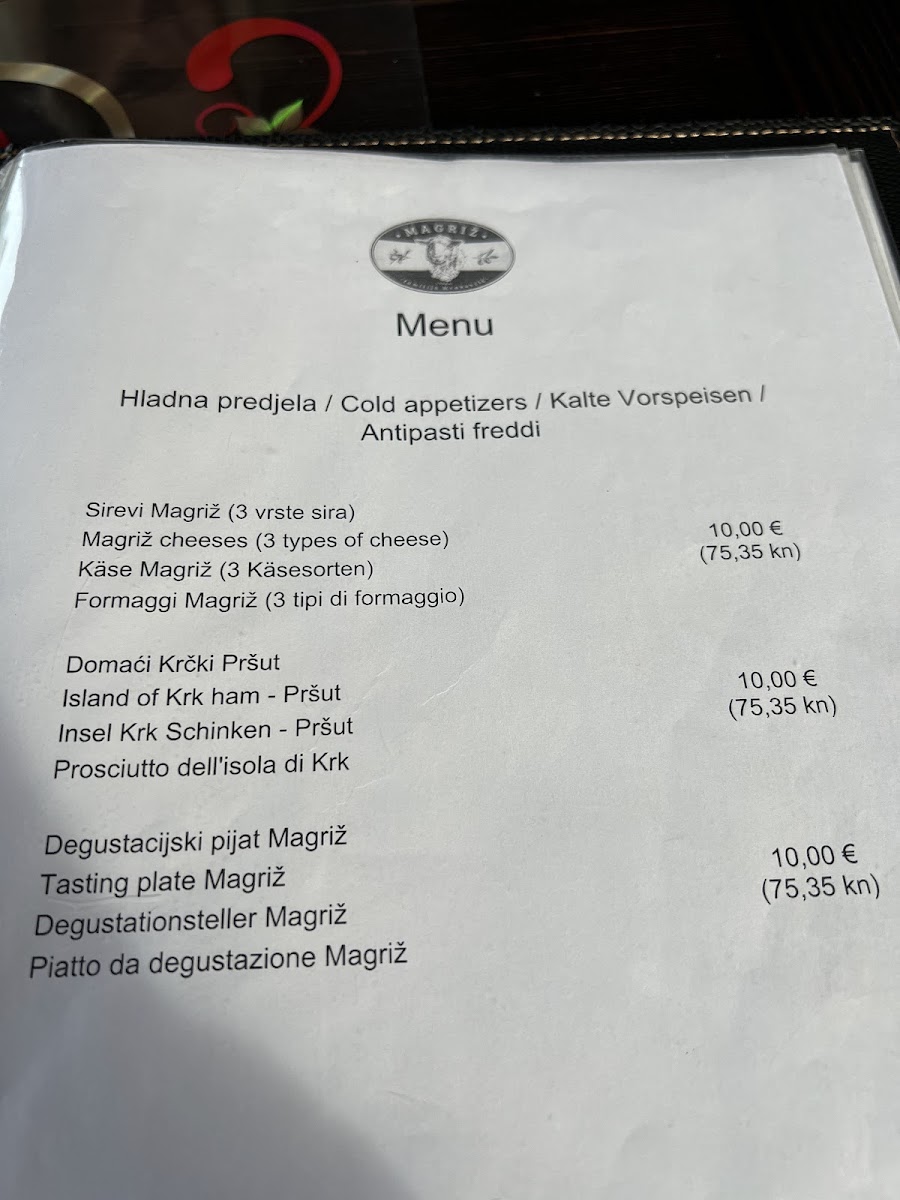 MAGRIŽ
Menu
Hladna predjela / Cold appetizers / Kalte Vorspeisen /
Antipasti freddi
Sirevi Magriž (3 vrste sira)
Magriž cheeses (3 types of cheese)
Käse Magriž (3 Käsesorten)
Formaggi Magriž (3 tipi di formaggio)
10,00 €
(75,35 kn)
Domaći Krčki Pršut
Island of Krk ham - Pršut
Insel Krk Schinken - Pršut
Prosciutto dell'isola di Krk
10,00 €
(75,35 kn)
Degustacijski pijat Magriž
Tasting plate Magriž
Degustationsteller Magriž
Piatto da degustazione Magriž
10,00 €
(75,35 kn)